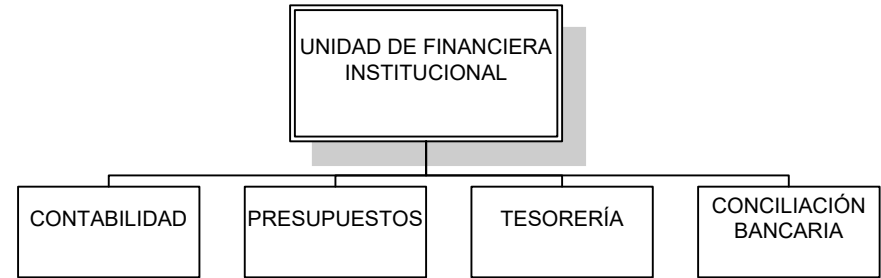 UNIDAD DE FINANCIERA
INSTITUCIONAL
CONTABILIDAD
PRESUPUESTOS
TESORERÍA
CONCILIACIÓN
BANCARIA